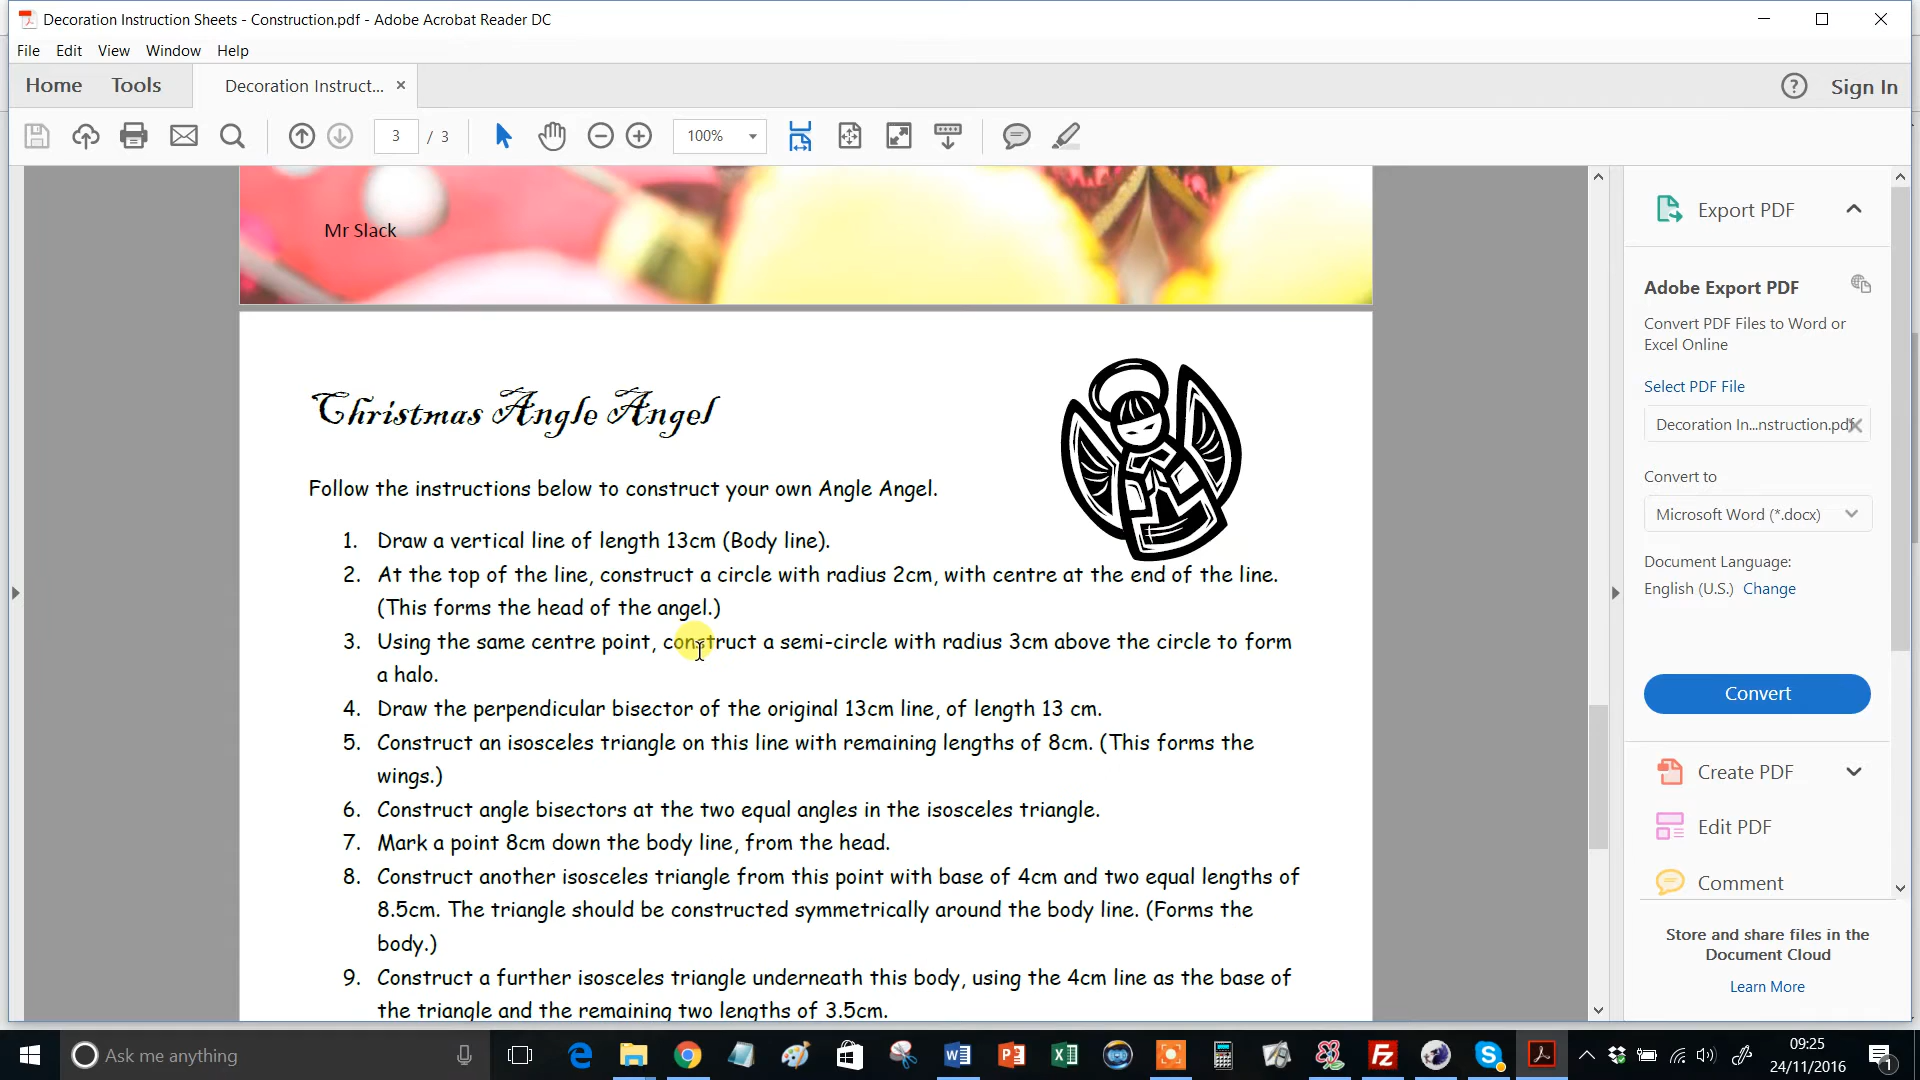 Decoration Instruction Sheets - Construction.pdf - Adobe Acrobat Reader DC
File Edit View Window Help
Home Tools Decoration Instruct... × ? Sign In
3 / 3 100%
Mr Slack
Christmas Angle Angel
Follow the instructions below to construct your own Angle Angel.
1. Draw a vertical line of length 13cm (Body line).
2. At the top of the line, construct a circle with radius 2cm, with centre at the end of the line.
(This forms the head of the angel.)
3. Using the same centre point, construct a semi-circle with radius 3cm above the circle to form
a halo.
4. Draw the perpendicular bisector of the original 13cm line, of length 13 cm.
5. Construct an isosceles triangle on this line with remaining lengths of 8cm. (This forms the
wings.)
6. Construct angle bisectors at the two equal angles in the isosceles triangle.
7. Mark a point 8cm down the body line, from the head.
8. Construct another isosceles triangle from this point with base of 4cm and two equal lengths of
8.5cm. The triangle should be constructed symmetrically around the body line. (Forms the
body.)
9. Construct a further isosceles triangle underneath this body, using the 4cm line as the base of
the triangle and the remaining two lengths of 3.5cm.
Export PDF
Adobe Export PDF
Convert PDF Files to Word or
Excel Online
Select PDF File
Decoration In...nstruction.pdf
Convert to
Microsoft Word (*.docx)
Document Language:
English (U.S.) Change
Convert
Create PDF
Edit PDF
Comment
Store and share files in the
Document Cloud
Learn More
Ask me anything
09:25
24/11/2016
1